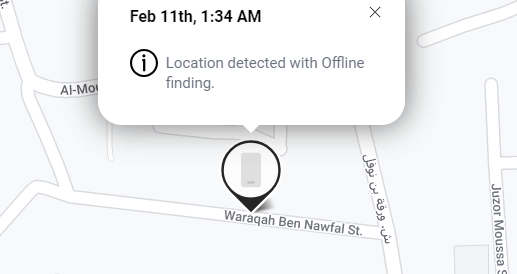 Feb 11th, 1:34 AM
Location detected with Offline
finding.
Al-Mou
Waraqah Ben Nawfal St.
ش. ورقة بن نوفل
Juzor Moussa S